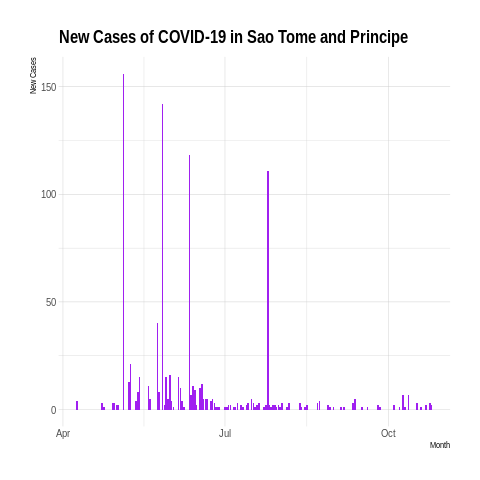 New Cases of COVID-19 in Sao Tome and Principe
New Cases
150
100
50
0
Apr
Jul
Oct
Month